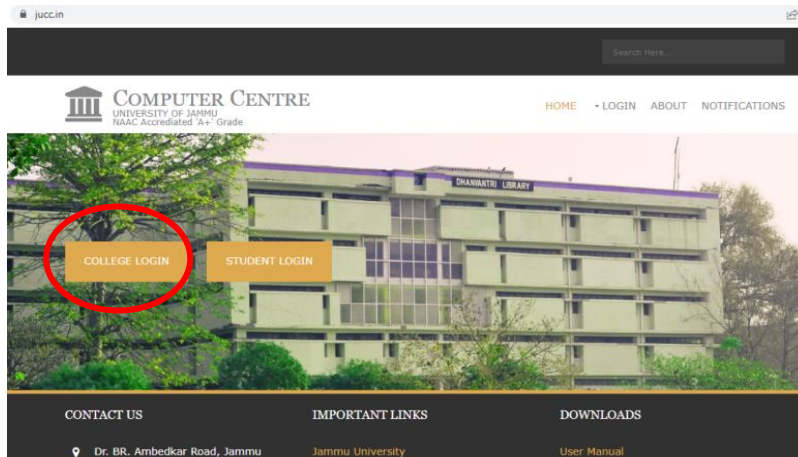 jucc.in
Search Here...
COMPUTER CENTRE
UNIVERSITY OF JAMMU
NAAC Accrediated 'A+' Grade
HOME LOGIN ABOUT NOTIFICATIONS
DHANVANTRI LIBRARY
COLLEGE LOGIN STUDENT LOGIN
CONTACT US IMPORTANT LINKS DOWNLOADS
Dr. BR. Ambedkar Road, Jammu Jammu University User Manual